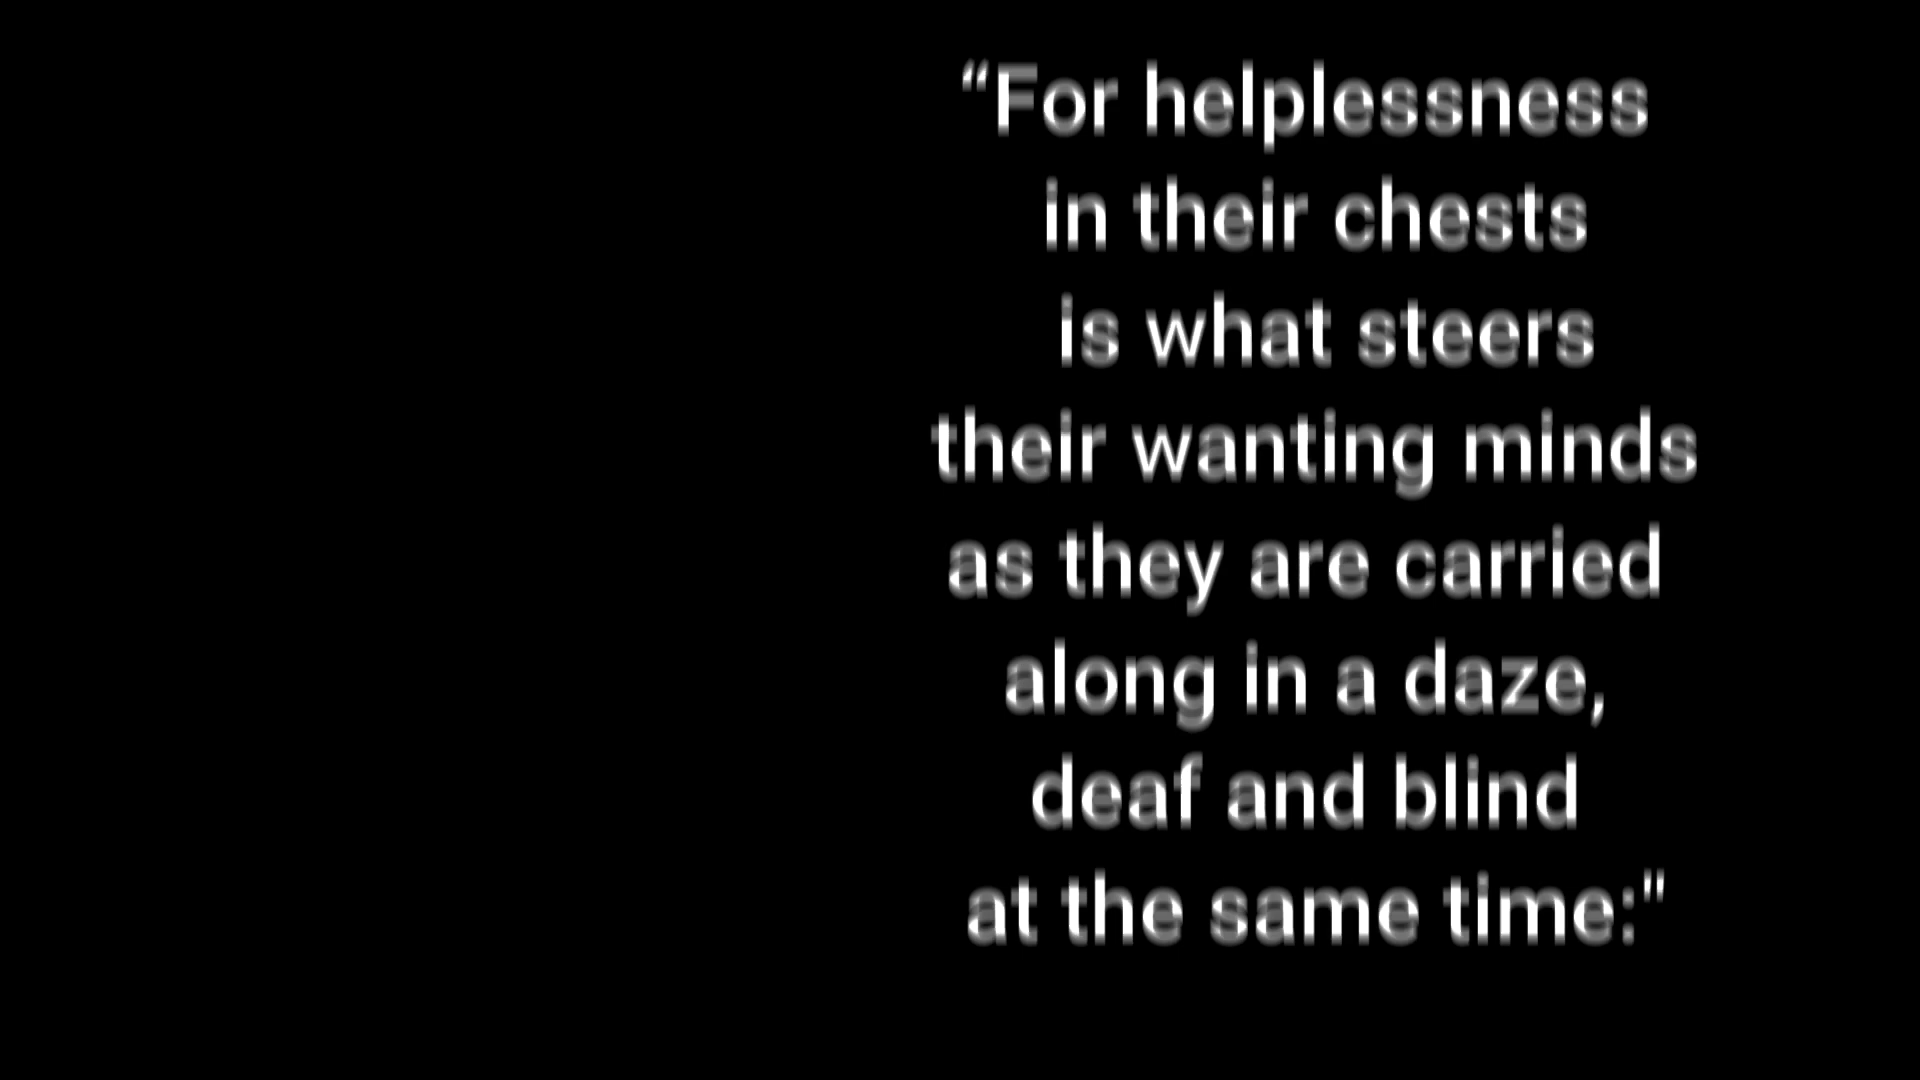 “For helplessness
in their chests
is what steers
their wanting minds
as they are carried
along in a daze,
deaf and blind
at the same time:"